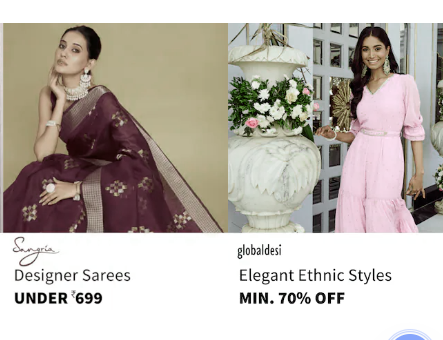 Sangria
Designer Sarees
UNDER ₹699
globaldesi
Elegant Ethnic Styles
MIN. 70% OFF